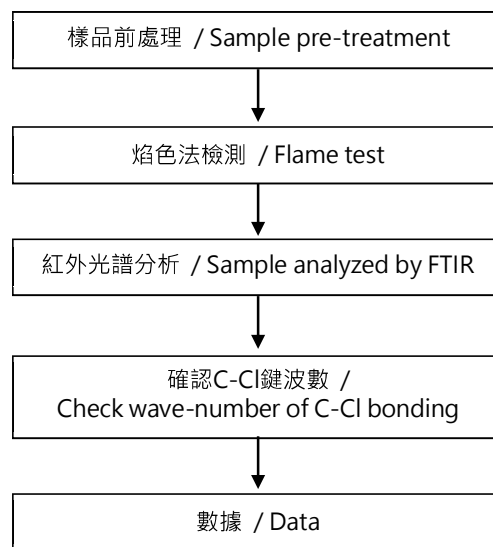 樣品前處理 / Sample pre-treatment
焰色法檢測 / Flame test
紅外光譜分析 / Sample analyzed by FTIR
確認C-Cl鍵波數 /
Check wave-number of C-Cl bonding
數據 / Data